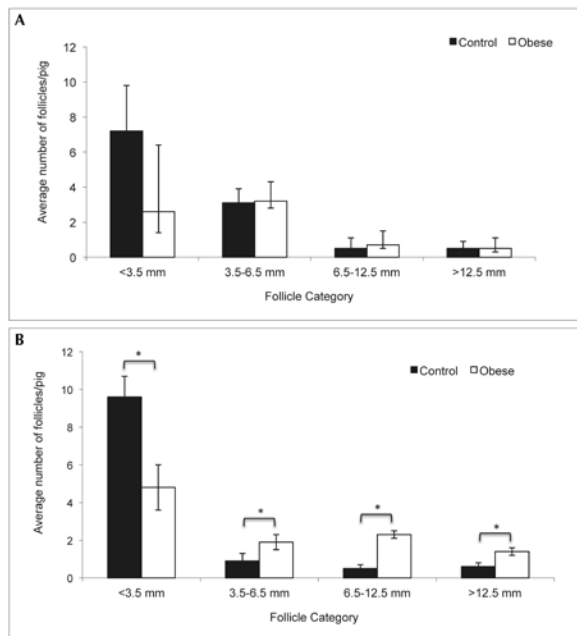 A
Control Obese
Average number of follicles/pig
12
10
8
6
4
2
0
<3.5 mm 3.5-6.5 mm 6.5-12.5 mm >12.5 mm
Follicle Category
B
Control Obese
Average number of follicles/pig
12
10
8
6
4
2
0
* * * *
<3.5 mm 3.5-6.5 mm 6.5-12.5 mm >12.5 mm
Follicle Category